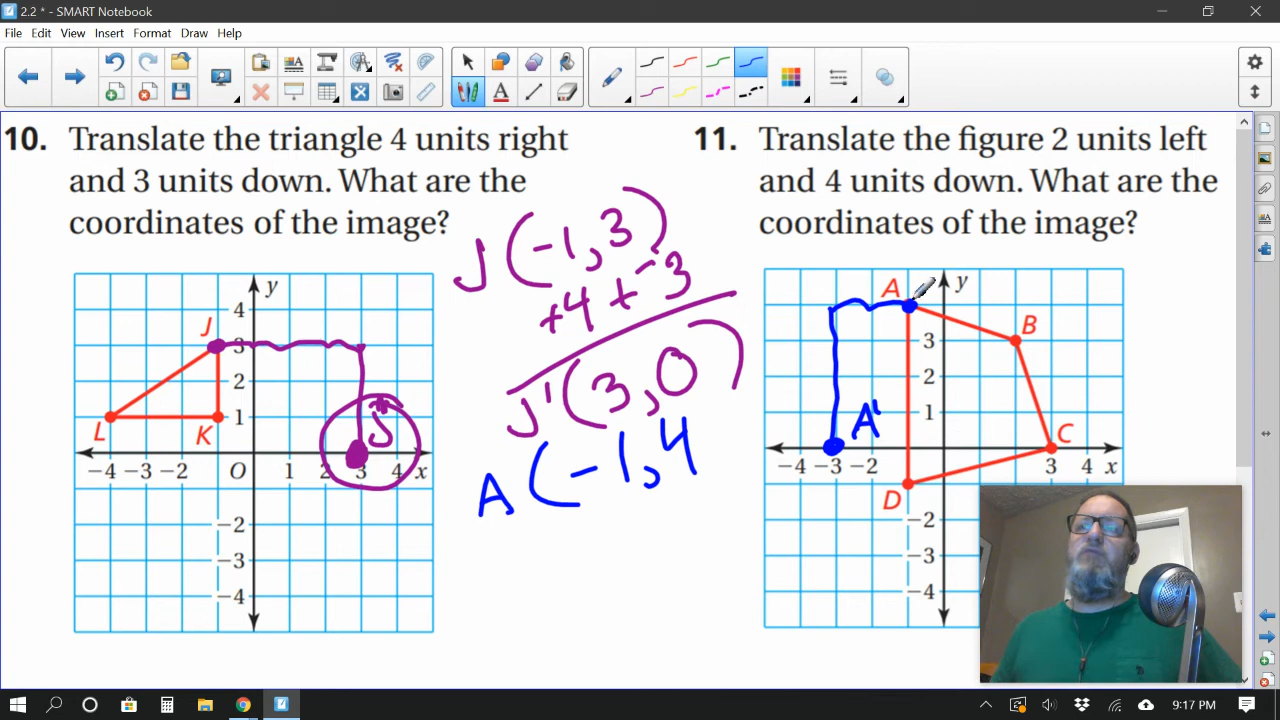 2.2 * - SMART Notebook
File Edit View Insert Format Draw Help
10. Translate the triangle 4 units right
and 3 units down. What are the
coordinates of the image?
11. Translate the figure 2 units left
and 4 units down. What are the
coordinates of the image?
J (-1, 3)
+4 + -3
J' (3, 0)
A (-1, 4
y
4
3
2
1
J
L
K
J
-4 -3 -2 O 1 2 3 4 x
-2
-3
-4
A
y
B
3
2
1
A'
C
-4 -3 -2 3 4 x
D
-2
-3
-4
9:17 PM